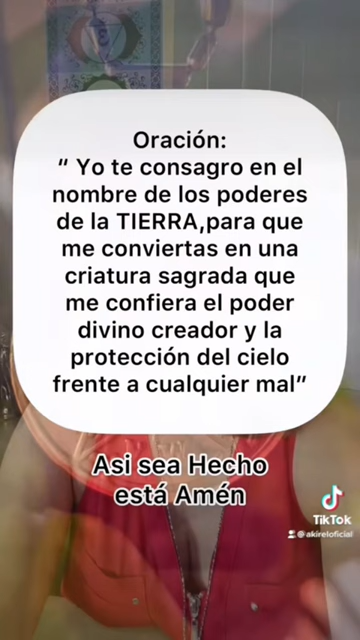 Oración:
“ Yo te consagro en el
nombre de los poderes
de la TIERRA,para que
me conviertas en una
criatura sagrada que
me confiera el poder
divino creador y la
protección del cielo
frente a cualquier mal”
Asi sea Hecho
está Amén
TikTok
@akireloficial